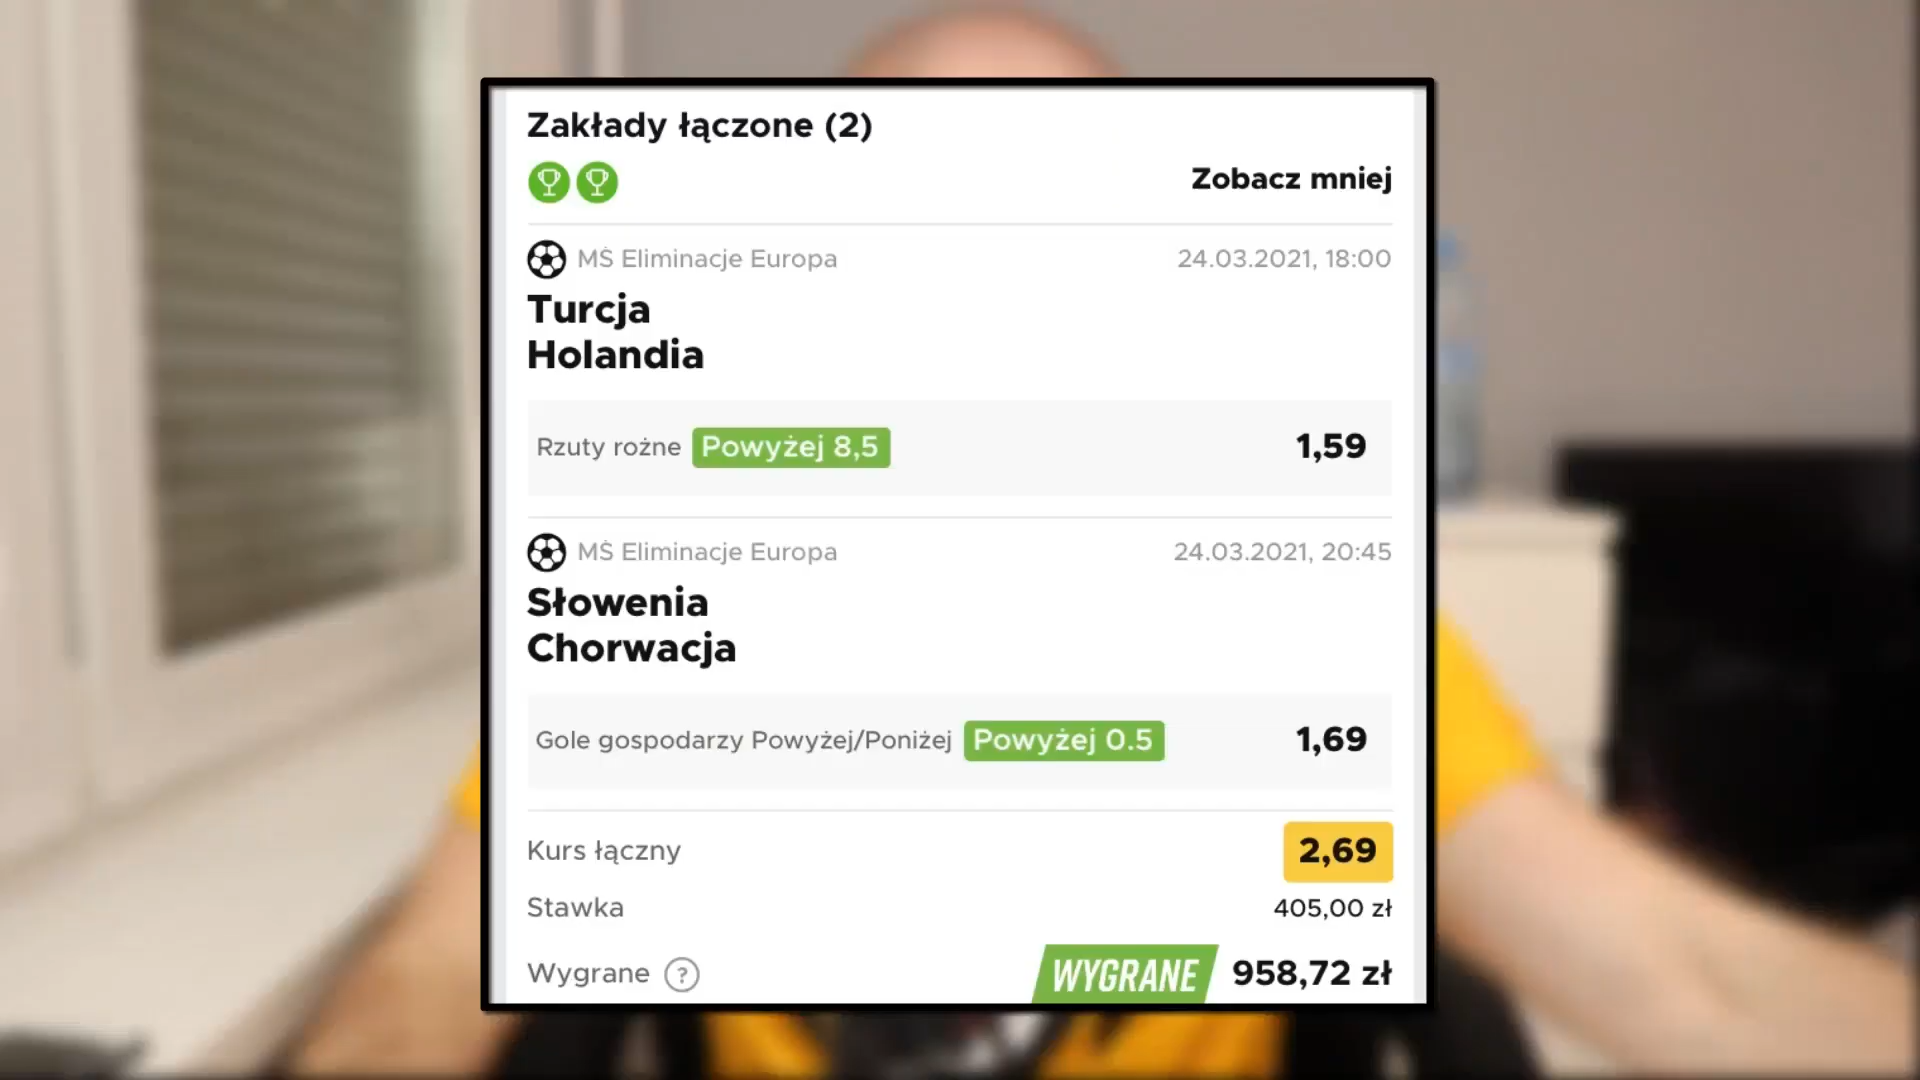 Zakłady łączone (2)
Zobacz mniej
MŚ Eliminacje Europa 24.03.2021, 18:00
Turcja
Holandia
Rzuty rożne Powyżej 8,5 1,59
MŚ Eliminacje Europa 24.03.2021, 20:45
Słowenia
Chorwacja
Gole gospodarzy Powyżej/Poniżej Powyżej 0.5 1,69
Kurs łączny 2,69
Stawka 405,00 zł
Wygrane ? WYGRANE 958,72 zł